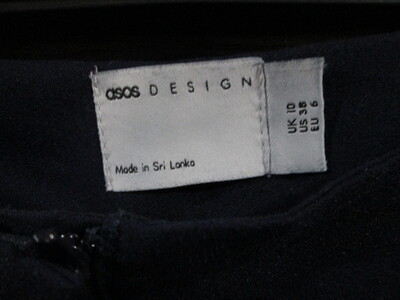 asos DESIGN
Made in Sri Lanka
UK 10
US 38
EU 6